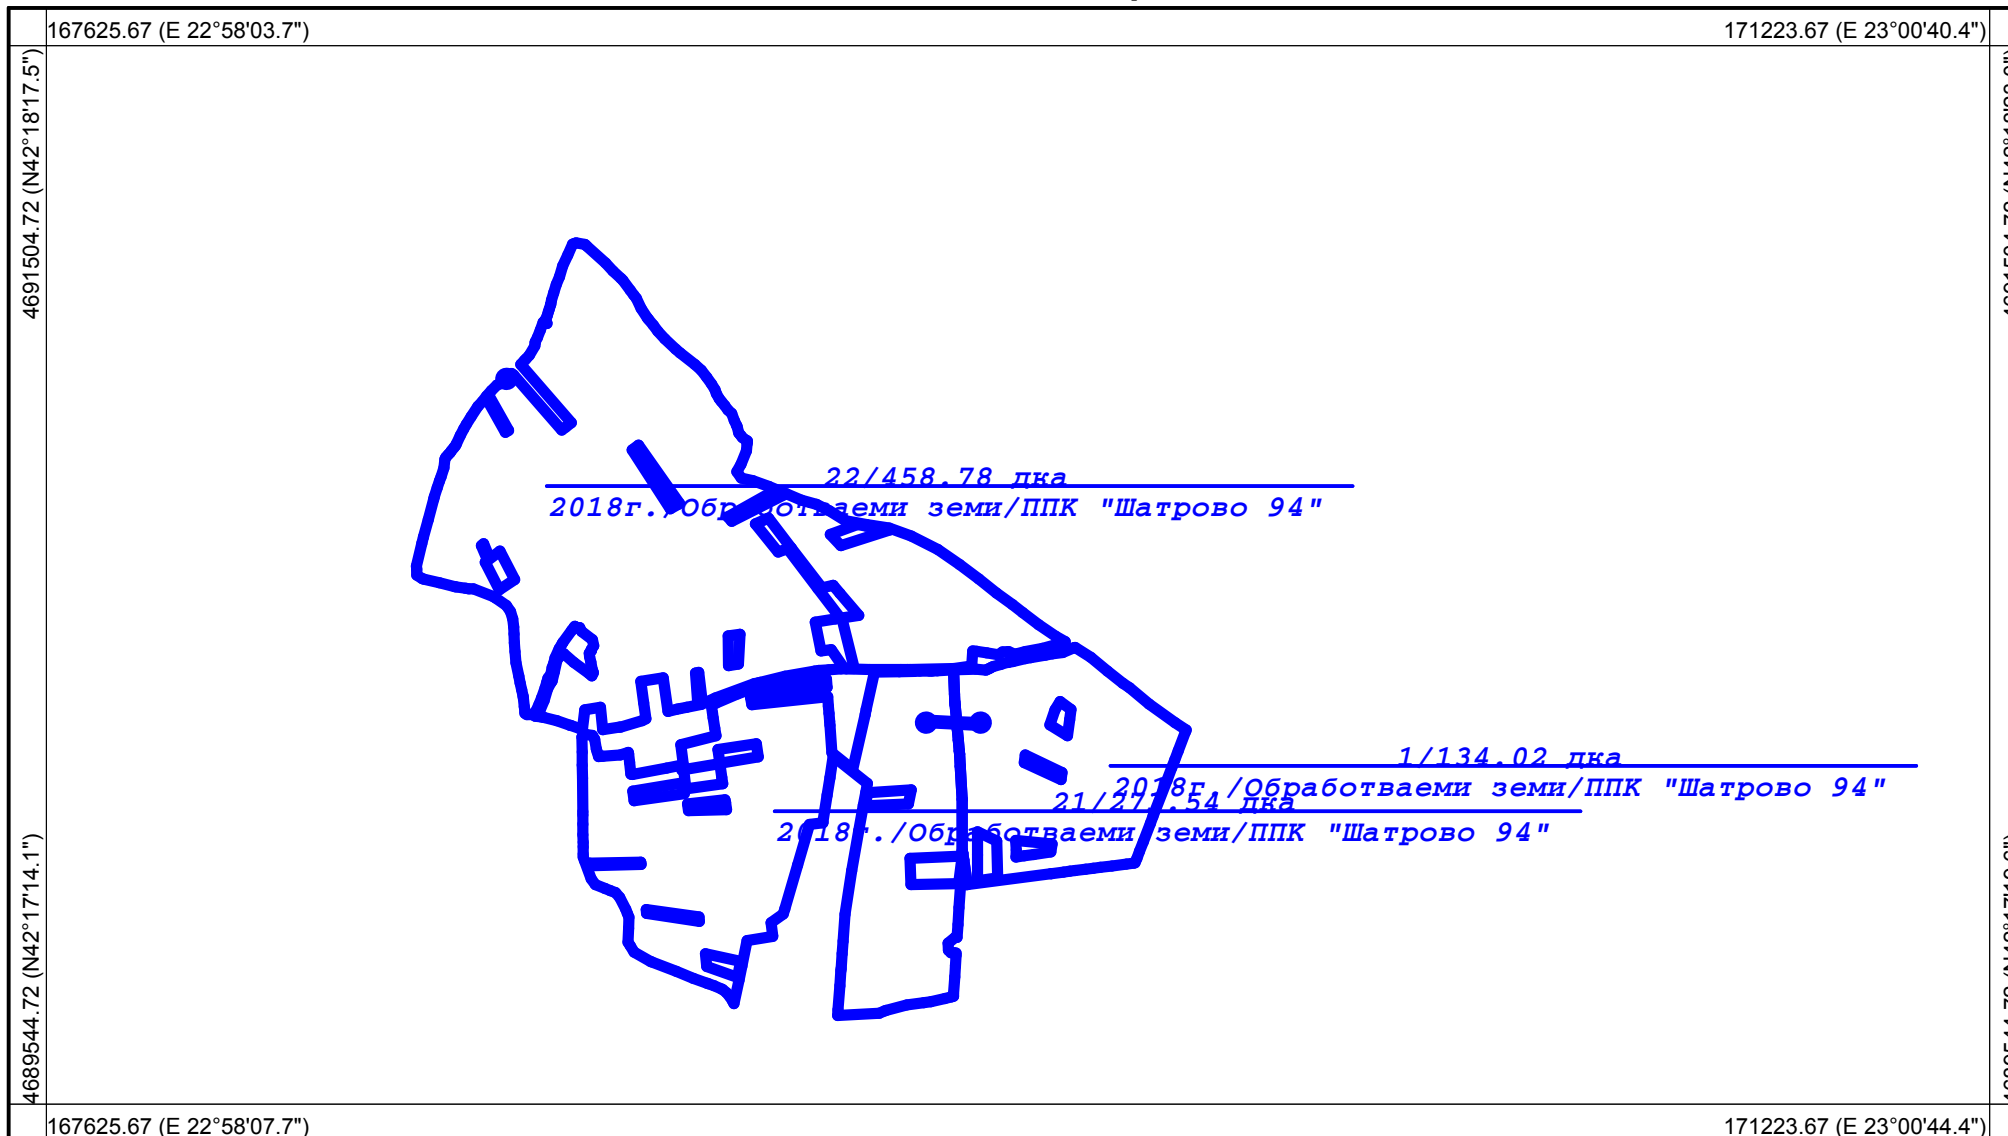 167625.67 (E 22°58'03.7")
171223.67 (E 23°00'40.4")
4691504.72 (N42°18'17.5")
22/458.78 дка
2018г./Обработваеми земи/ППК "Шатрово 94"
1/134.02 дка
2018г./Обработваеми земи/ППК "Шатрово 94"
дка
2018г./Обработваеми земи/ППК "Шатрово 94"
4689544.72 (N42°17'14.1")
167625.67 (E 22°58'07.7")
171223.67 (E 23°00'44.4")